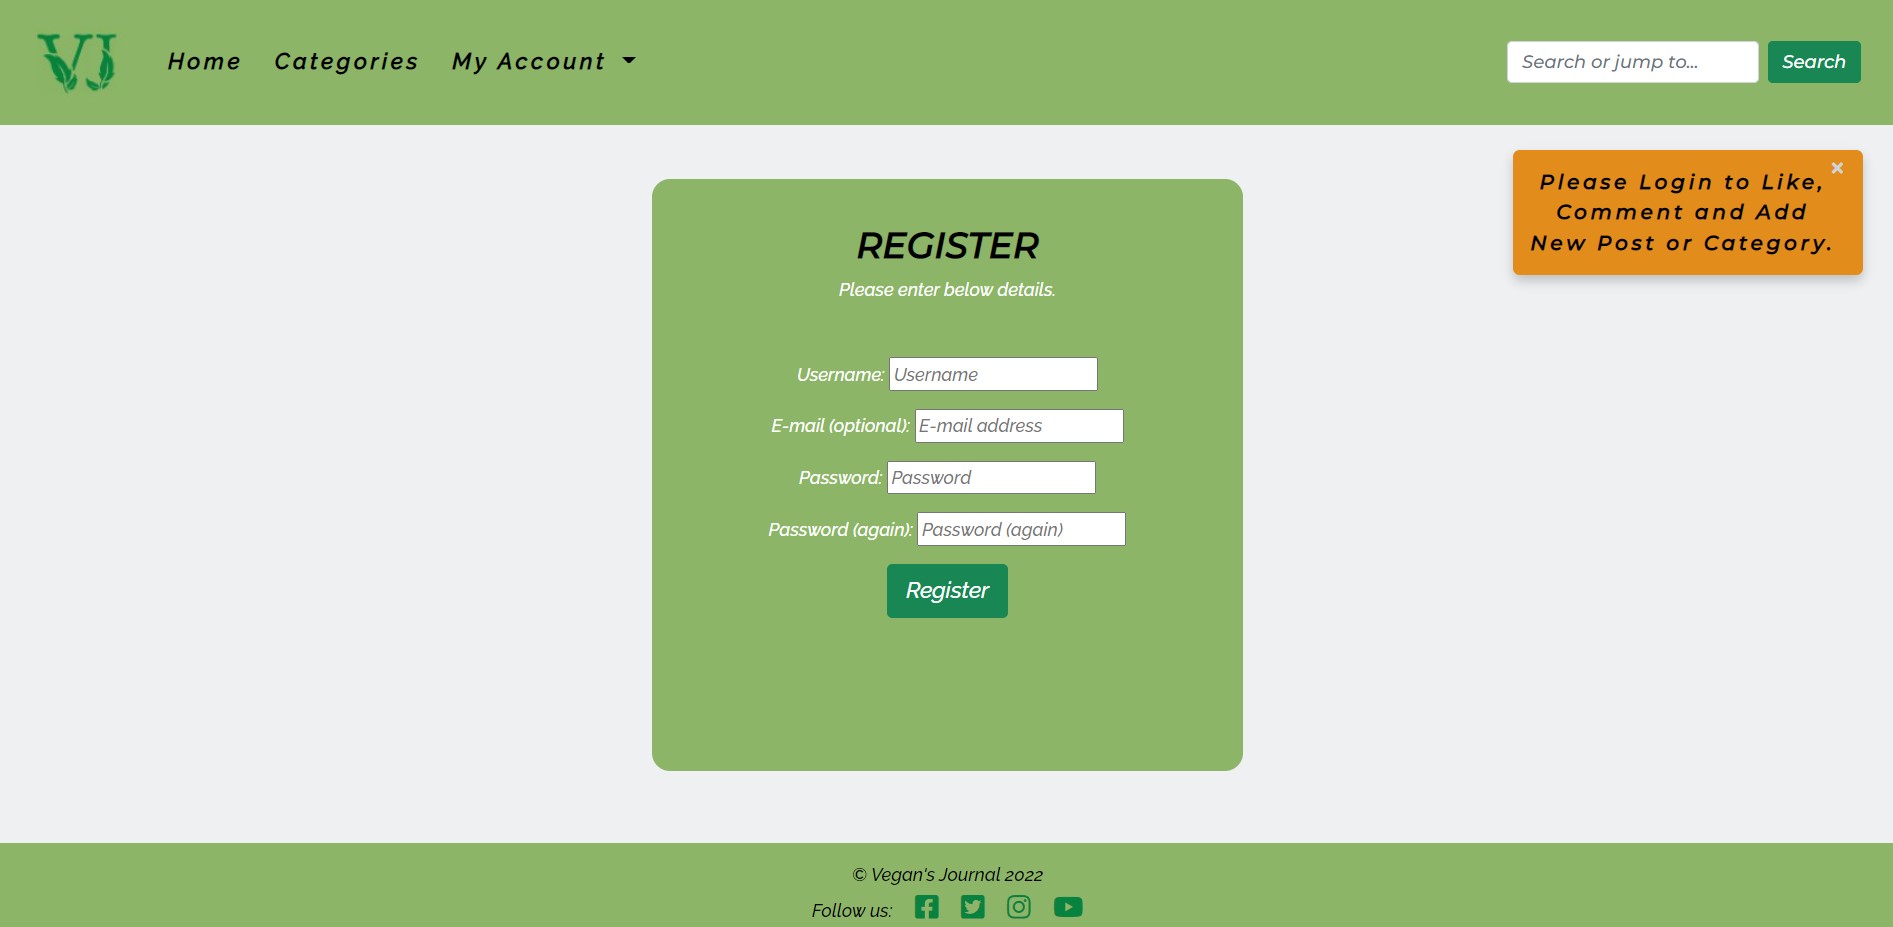 VJ
Home Categories My Account
Search or jump to... Search
Please Login to Like,
Comment and Add
New Post or Category.
×
REGISTER
Please enter below details.
Username: Username
E-mail (optional): E-mail address
Password: Password
Password (again): Password (again)
Register
© Vegan's Journal 2022
Follow us: